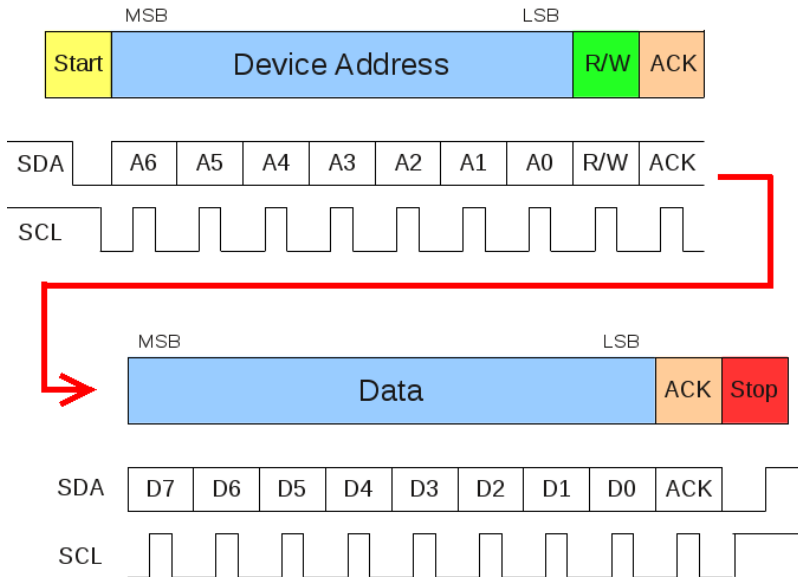 MSB LSB
Start Device Address R/W ACK
SDA A6 A5 A4 A3 A2 A1 A0 R/W ACK
SCL
MSB LSB
Data ACK Stop
SDA D7 D6 D5 D4 D3 D2 D1 D0 ACK
SCL